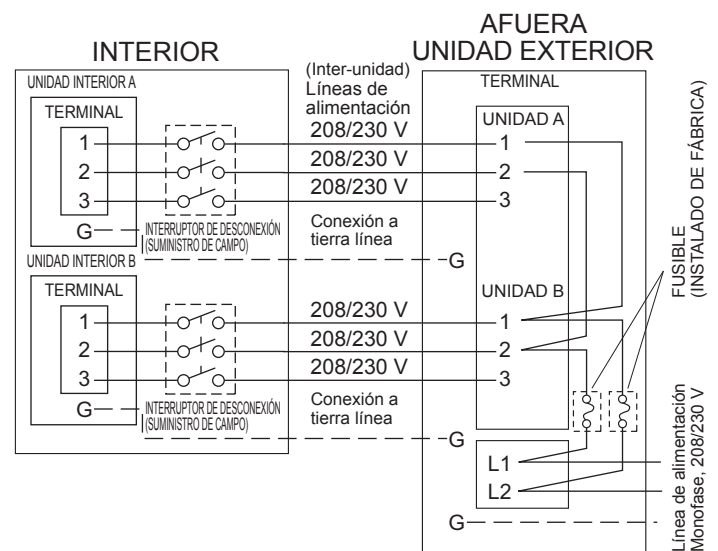 INTERIOR
AFUERA
UNIDAD EXTERIOR
UNIDAD INTERIOR A
TERMINAL
1
2
3
G
INTERRUPTOR DE DESCONEXIÓN
(SUMINISTRO DE CAMPO)
(Inter-unidad)
Líneas de
alimentación
208/230 V
208/230 V
208/230 V
Conexión a
tierra línea
TERMINAL
UNIDAD A
1
2
3
G
UNIDAD INTERIOR B
TERMINAL
1
2
3
G
INTERRUPTOR DE DESCONEXIÓN
(SUMINISTRO DE CAMPO)
208/230 V
208/230 V
208/230 V
Conexión a
tierra línea
UNIDAD B
1
2
3
G
L1
L2
G
FUSIBLE
(INSTALADO DE FÁBRICA)
Línea de alimentación
Monofase, 208/230 V